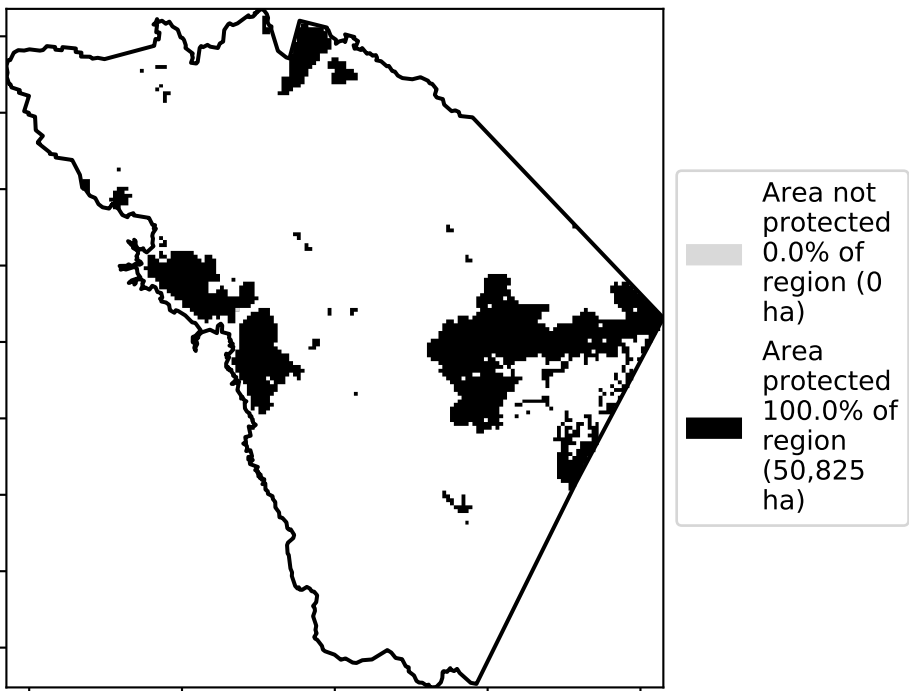 Area not
protected
0.0% of
region (0
ha)
Area
protected
100.0% of
region
(50,825
ha)